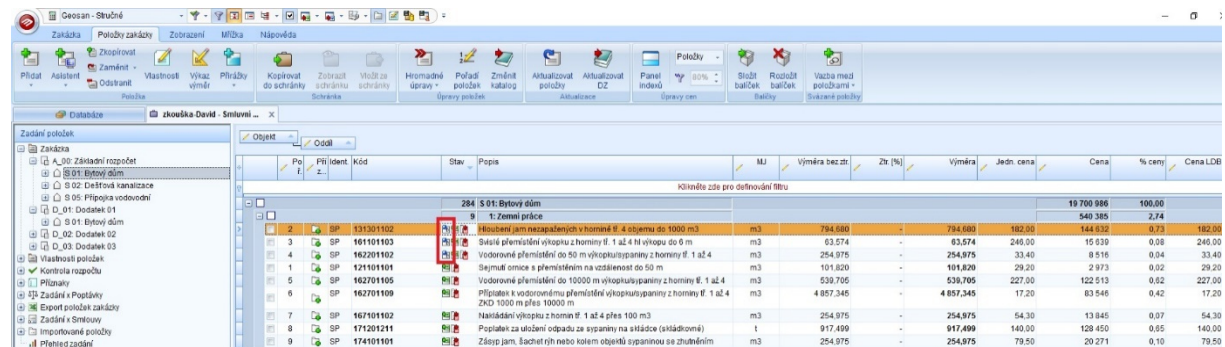 Geosan - Stručné
Zakázka Položky zakázky Zobrazení Mřížka Nápověda
Přidat Asistent Zkopírovat Zaměnit Odstranit Vlastnosti Výkaz výměr Přirážky Kopírovat do schránky Zobrazit schránku Vložit ze schránky Hromadné úpravy Pořadí položek Změnit katalog Aktualizovat položky Aktualizovat DZ Panel indexů Položky 80% Složit balíček Rozložit balíček Vazba mezi položkami
Položka Schránka Úpravy položek Aktualizace Úpravy cen Balíčky Svázané položky
Databáze zkouška-David - Smluvní ... X
Zadání položek
Zakázka
A_00: Základní rozpočet
S 01: Bytový dům
S 02: Dešťová kanalizace
S 05: Přípojka vodovodní
D_01: Dodatek 01
S 01: Bytový dům
D_02: Dodatek 02
D_03: Dodatek 03
Vlastnosti položek
Kontrola rozpočtu
Příznaky
Zadání x Poptávky
Export položek zakázky
Zadání x Smlouvy
Importované položky
Přehled zadání
Objekt
Oddíl
Po ř. Pří z... Ident. Kód Stav Popis MJ Výměra bez ztr. Ztr. [%] Výměra Jedn. cena Cena % ceny Cena LDB
Klikněte zde pro definování filtru
284 S 01: Bytový dům 19 700 986 100,00
9 1: Zemní práce 540 385 2,74
2 SP 131301102 Hloubení jam nezapažených v hornině tř. 4 objemu do 1000 m3 m3 794,680 - 794,680 182,00 144 632 0,73 182,00
3 SP 161101103 Svislé přemístění výkopku z horniny tř. 1 až 4 hl výkopu do 6 m m3 63,574 - 63,574 246,00 15 639 0,08 246,00
4 SP 162201102 Vodorovné přemístění do 50 m výkopku/sypaniny z horniny tř. 1 až 4 m3 254,975 - 254,975 33,40 8 516 0,04 33,40
1 SP 121101101 Sejmutí ornice s přemístěním na vzdálenost do 50 m m3 101,820 - 101,820 29,20 2 973 0,02 29,20
5 SP 162701105 Vodorovné přemístění do 10000 m výkopku/sypaniny z horniny tř. 1 až 4 m3 539,705 - 539,705 227,00 122 513 0,62 227,00
6 SP 162701109 Příplatek k vodorovnému přemístění výkopku/sypaniny z horniny tř. 1 až 4 m3 4 857,345 - 4 857,345 17,20 83 546 0,42 17,20
ZKD 1000 m přes 10000 m
7 SP 167101102 Nakládání výkopku z hornin tř. 1 až 4 přes 100 m3 m3 254,975 - 254,975 54,30 13 845 0,07 54,30
8 SP 171201211 Poplatek za uložení odpadu ze sypaniny na skládce (skládkovné) t 917,499 - 917,499 140,00 128 450 0,65 140,00
9 SP 174101101 Zásyp jam, šachet rýh nebo kolem objektů sypaninou se zhutněním m3 254,975 - 254,975 79,50 20 271 0,10 79,50